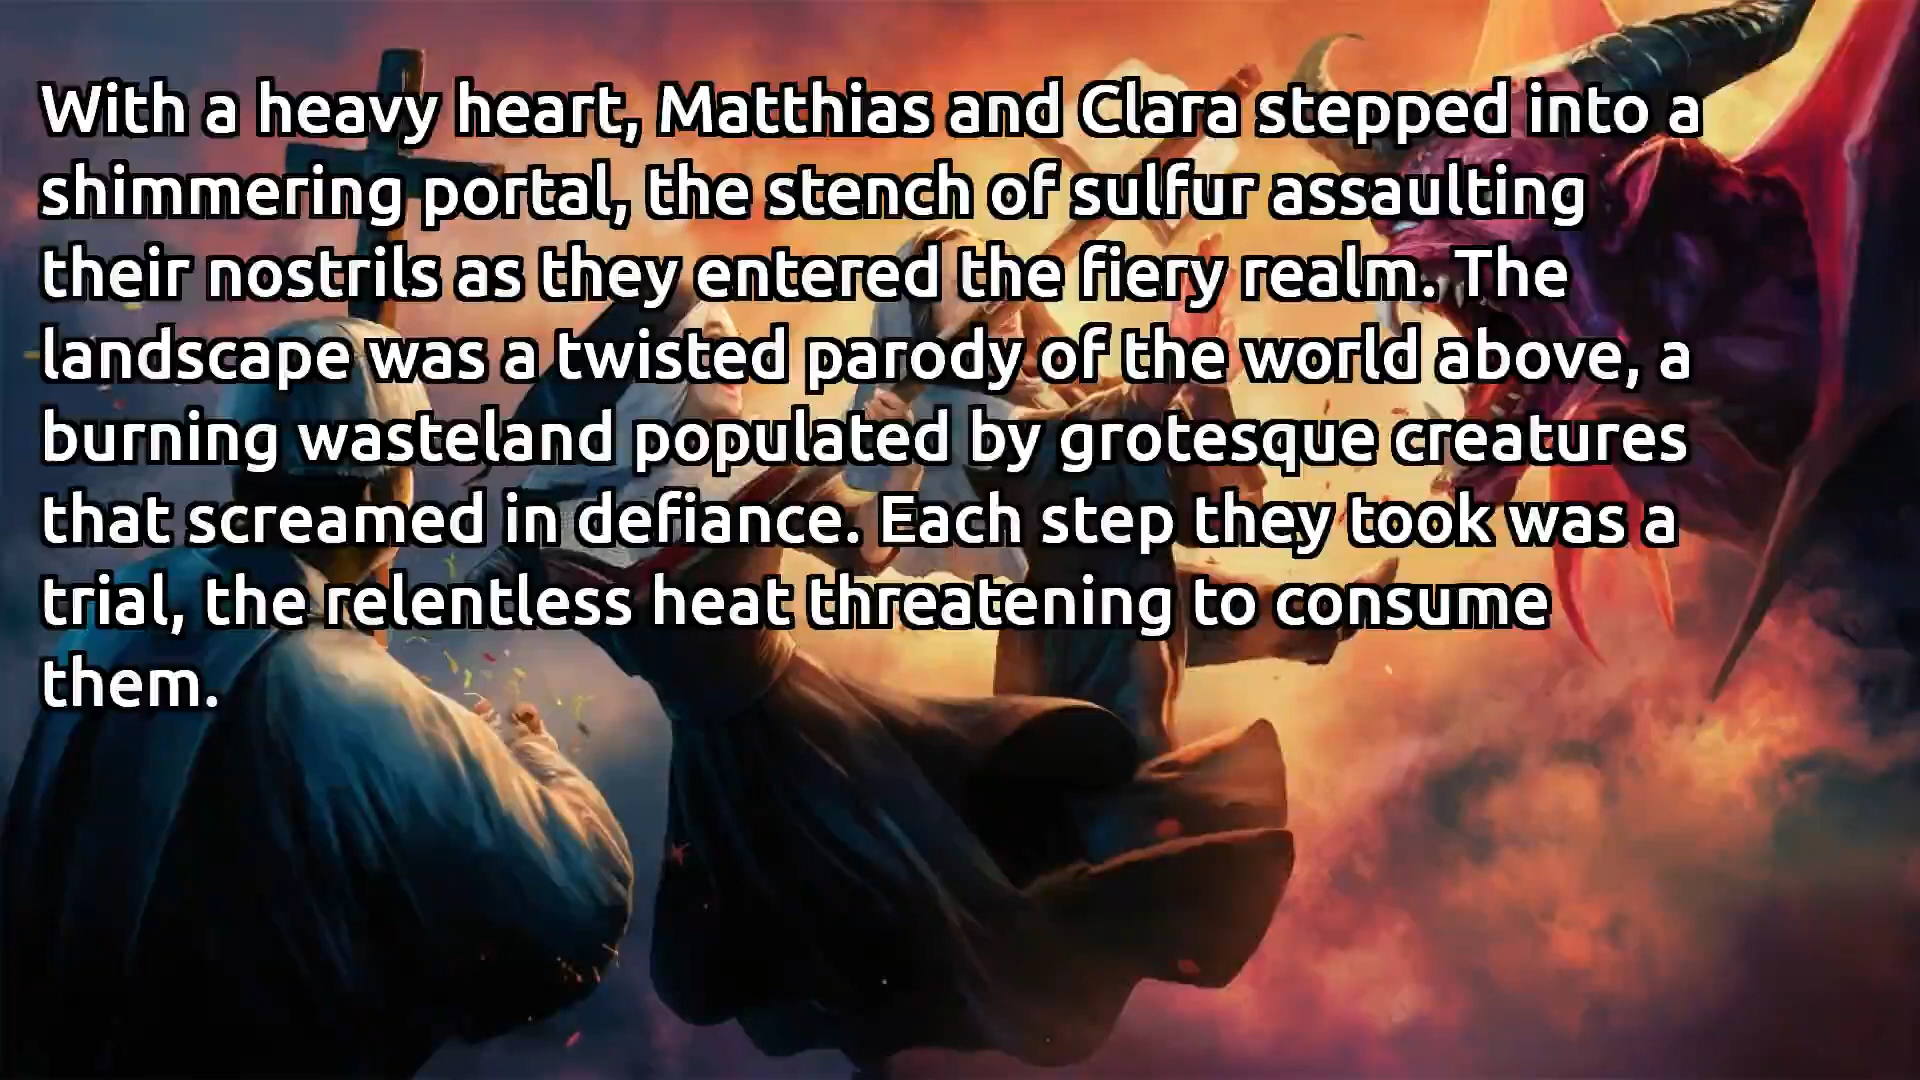 With a heavy heart, Matthias and Clara stepped into a
shimmering portal, the stench of sulfur assaulting
their nostrils as they entered the fiery realm. The
landscape was a twisted parody of the world above, a
burning wasteland populated by grotesque creatures
that screamed in defiance. Each step they took was a
trial, the relentless heat threatening to consume
them.